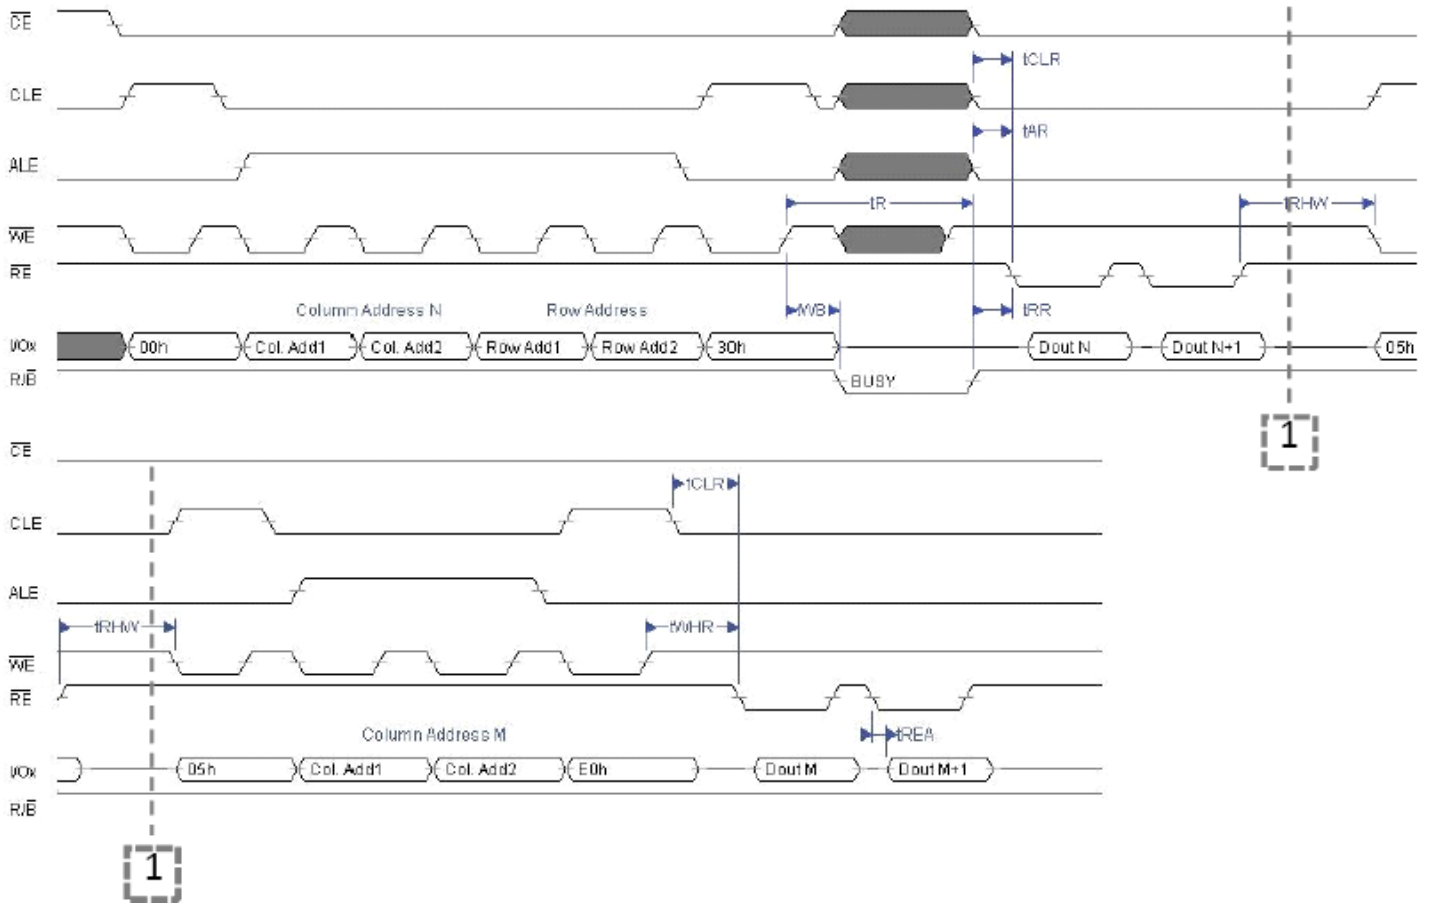 CE
tCLR
CLE
tAR
ALE
tR
tRHW
WE
RE
Column Address N Row Address tWB tRR
I/Ox 00h Col. Add1 Col. Add2 Row Add1 Row Add2 30h Dout N Dout N+1 05h
R/B BUSY
1
CE
tCLR
CLE
ALE
tRHW tWHR
WE
RE
Column Address M tREA
I/Ox 05h Col. Add1 Col. Add2 E0h Dout M Dout M+1
R/B
1